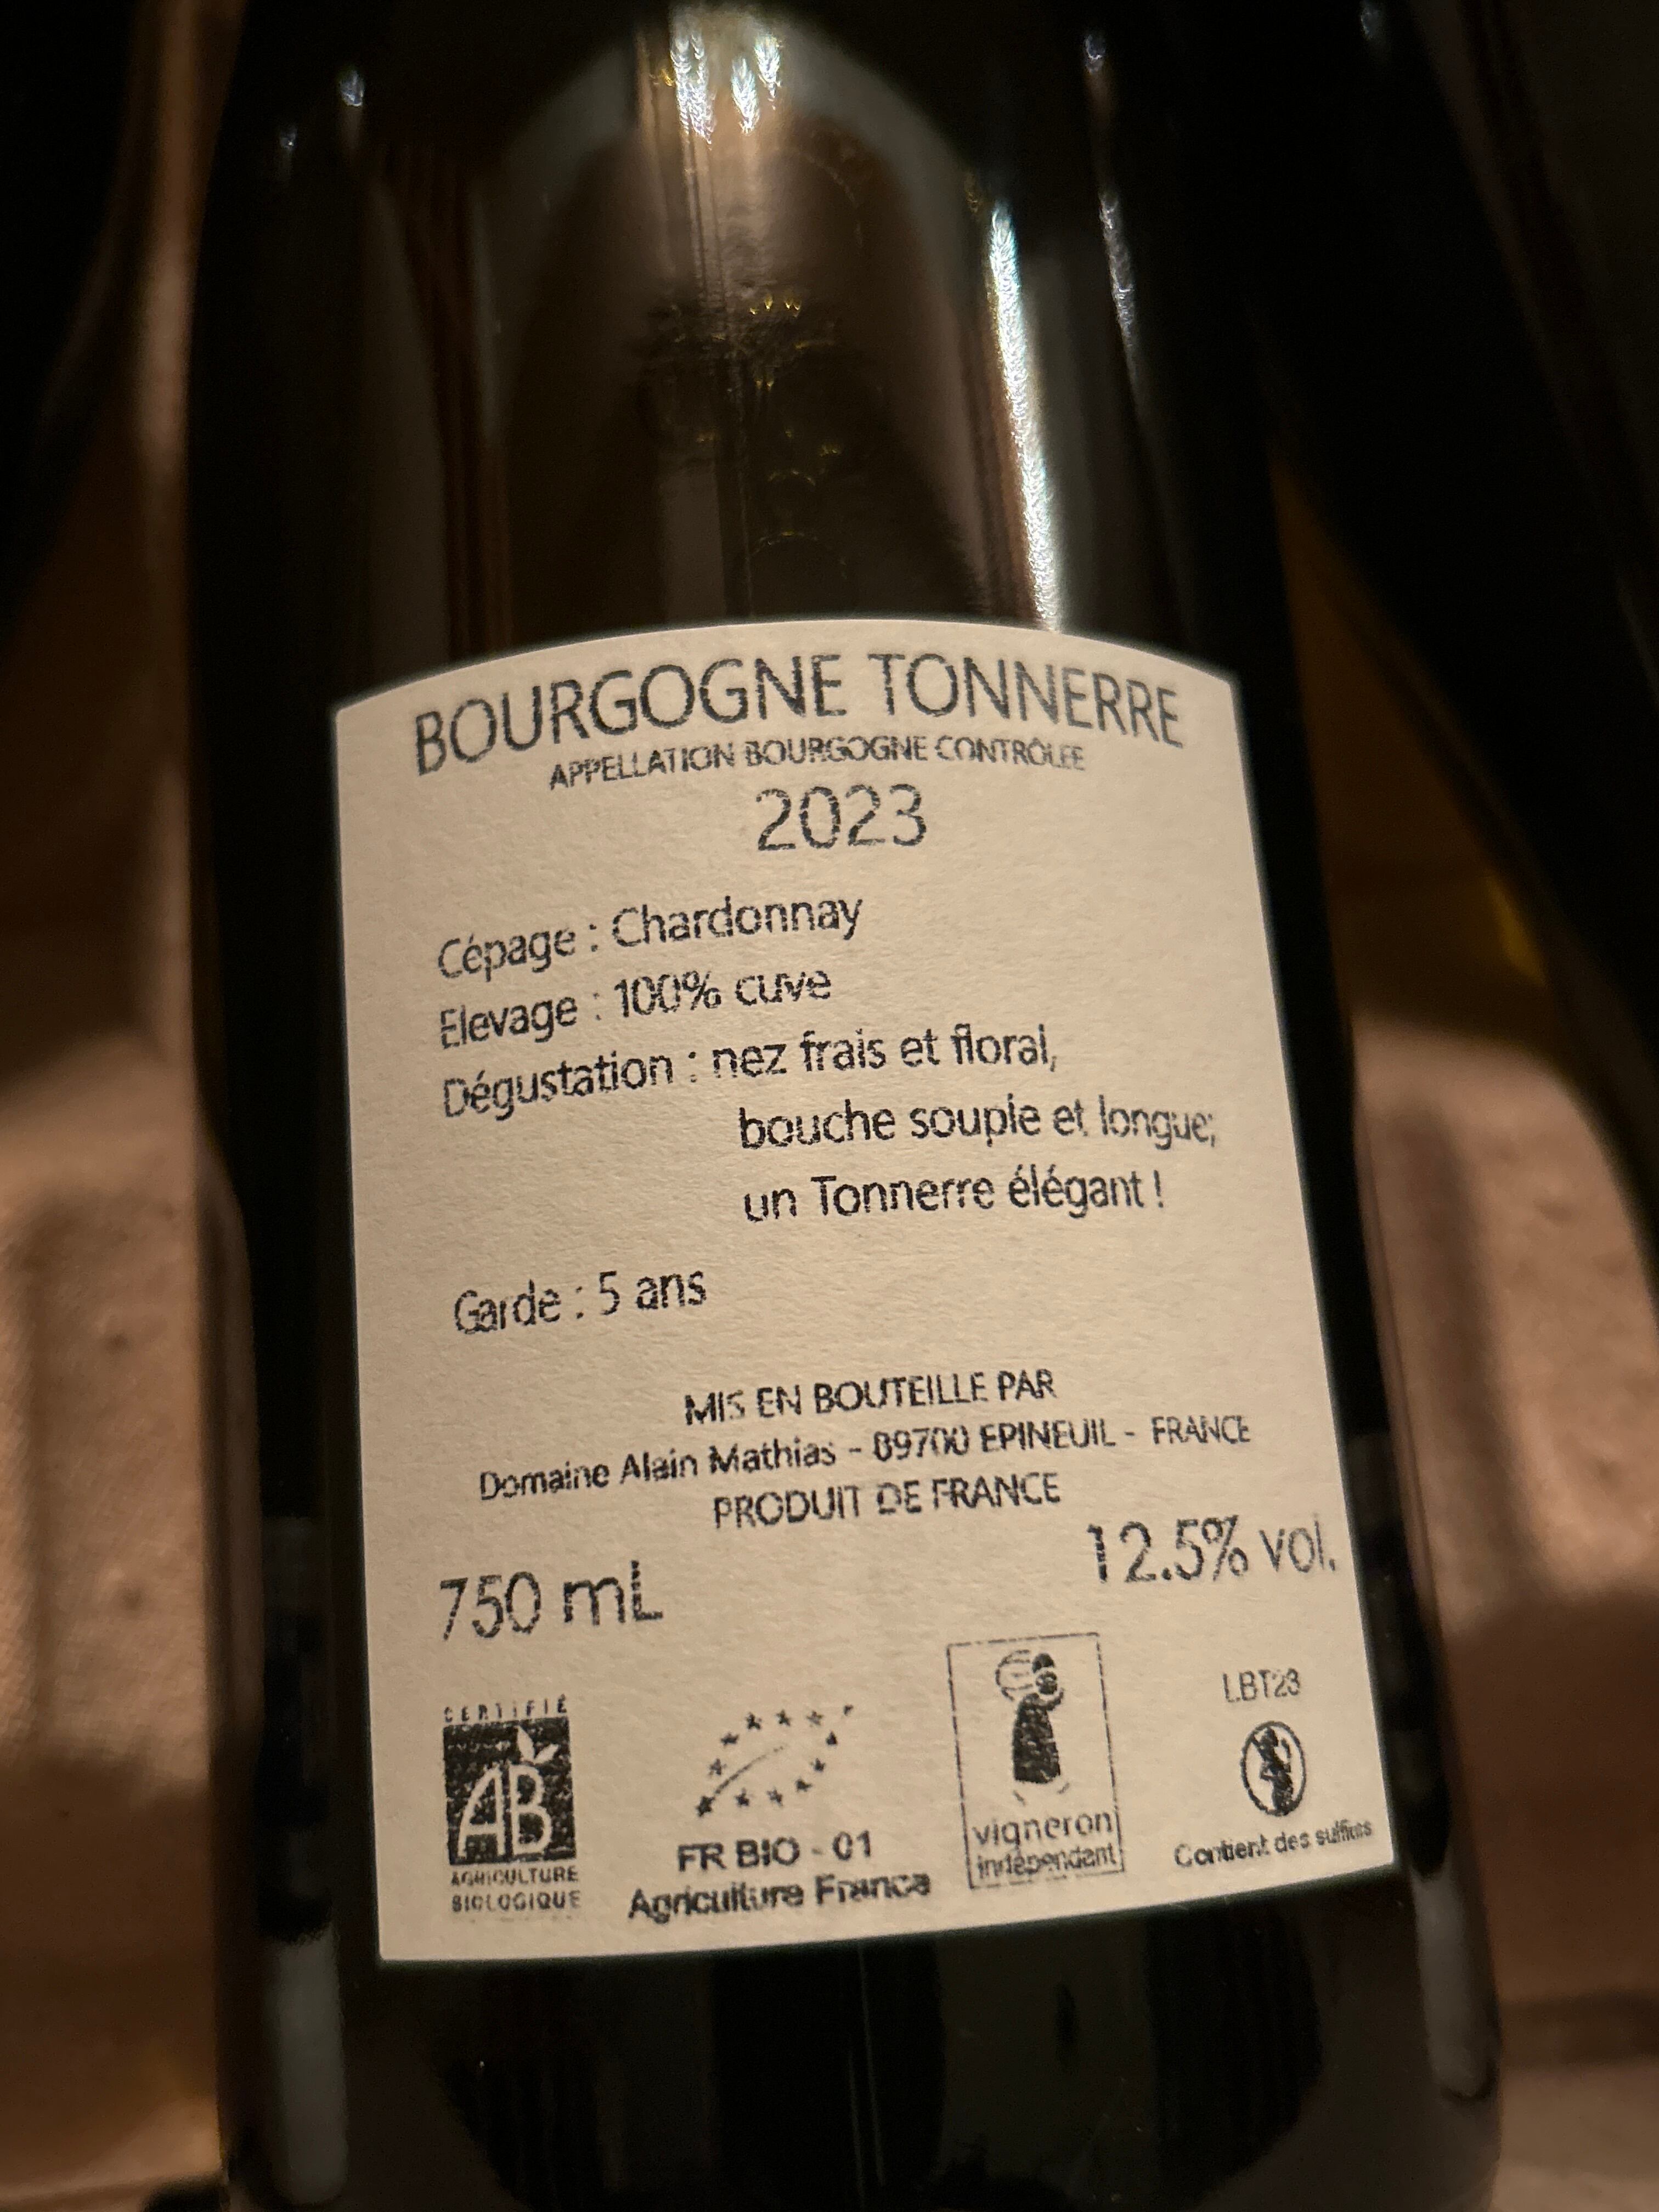 BOURGOGNE TONNERRE
APPELLATION BOURGOGNE CONTRÔLÉE
2023
Cépage : Chardonnay
Elevage : 100% cuve
Dégustation : nez frais et floral,
bouche souple et longue;
un Tonnerre élégant !
Garde : 5 ans
MIS EN BOUTEILLE PAR
Domaine Alain Mathias - 89700 EPINEUIL - FRANCE
PRODUIT DE FRANCE
12.5% vol.
750 mL
CERTIFIÉ
AB
AGRICULTURE
BIOLOGIQUE
FR BIO - 01
Agriculture France
vigneron
indépendant
LBT23
Contient des sulfites